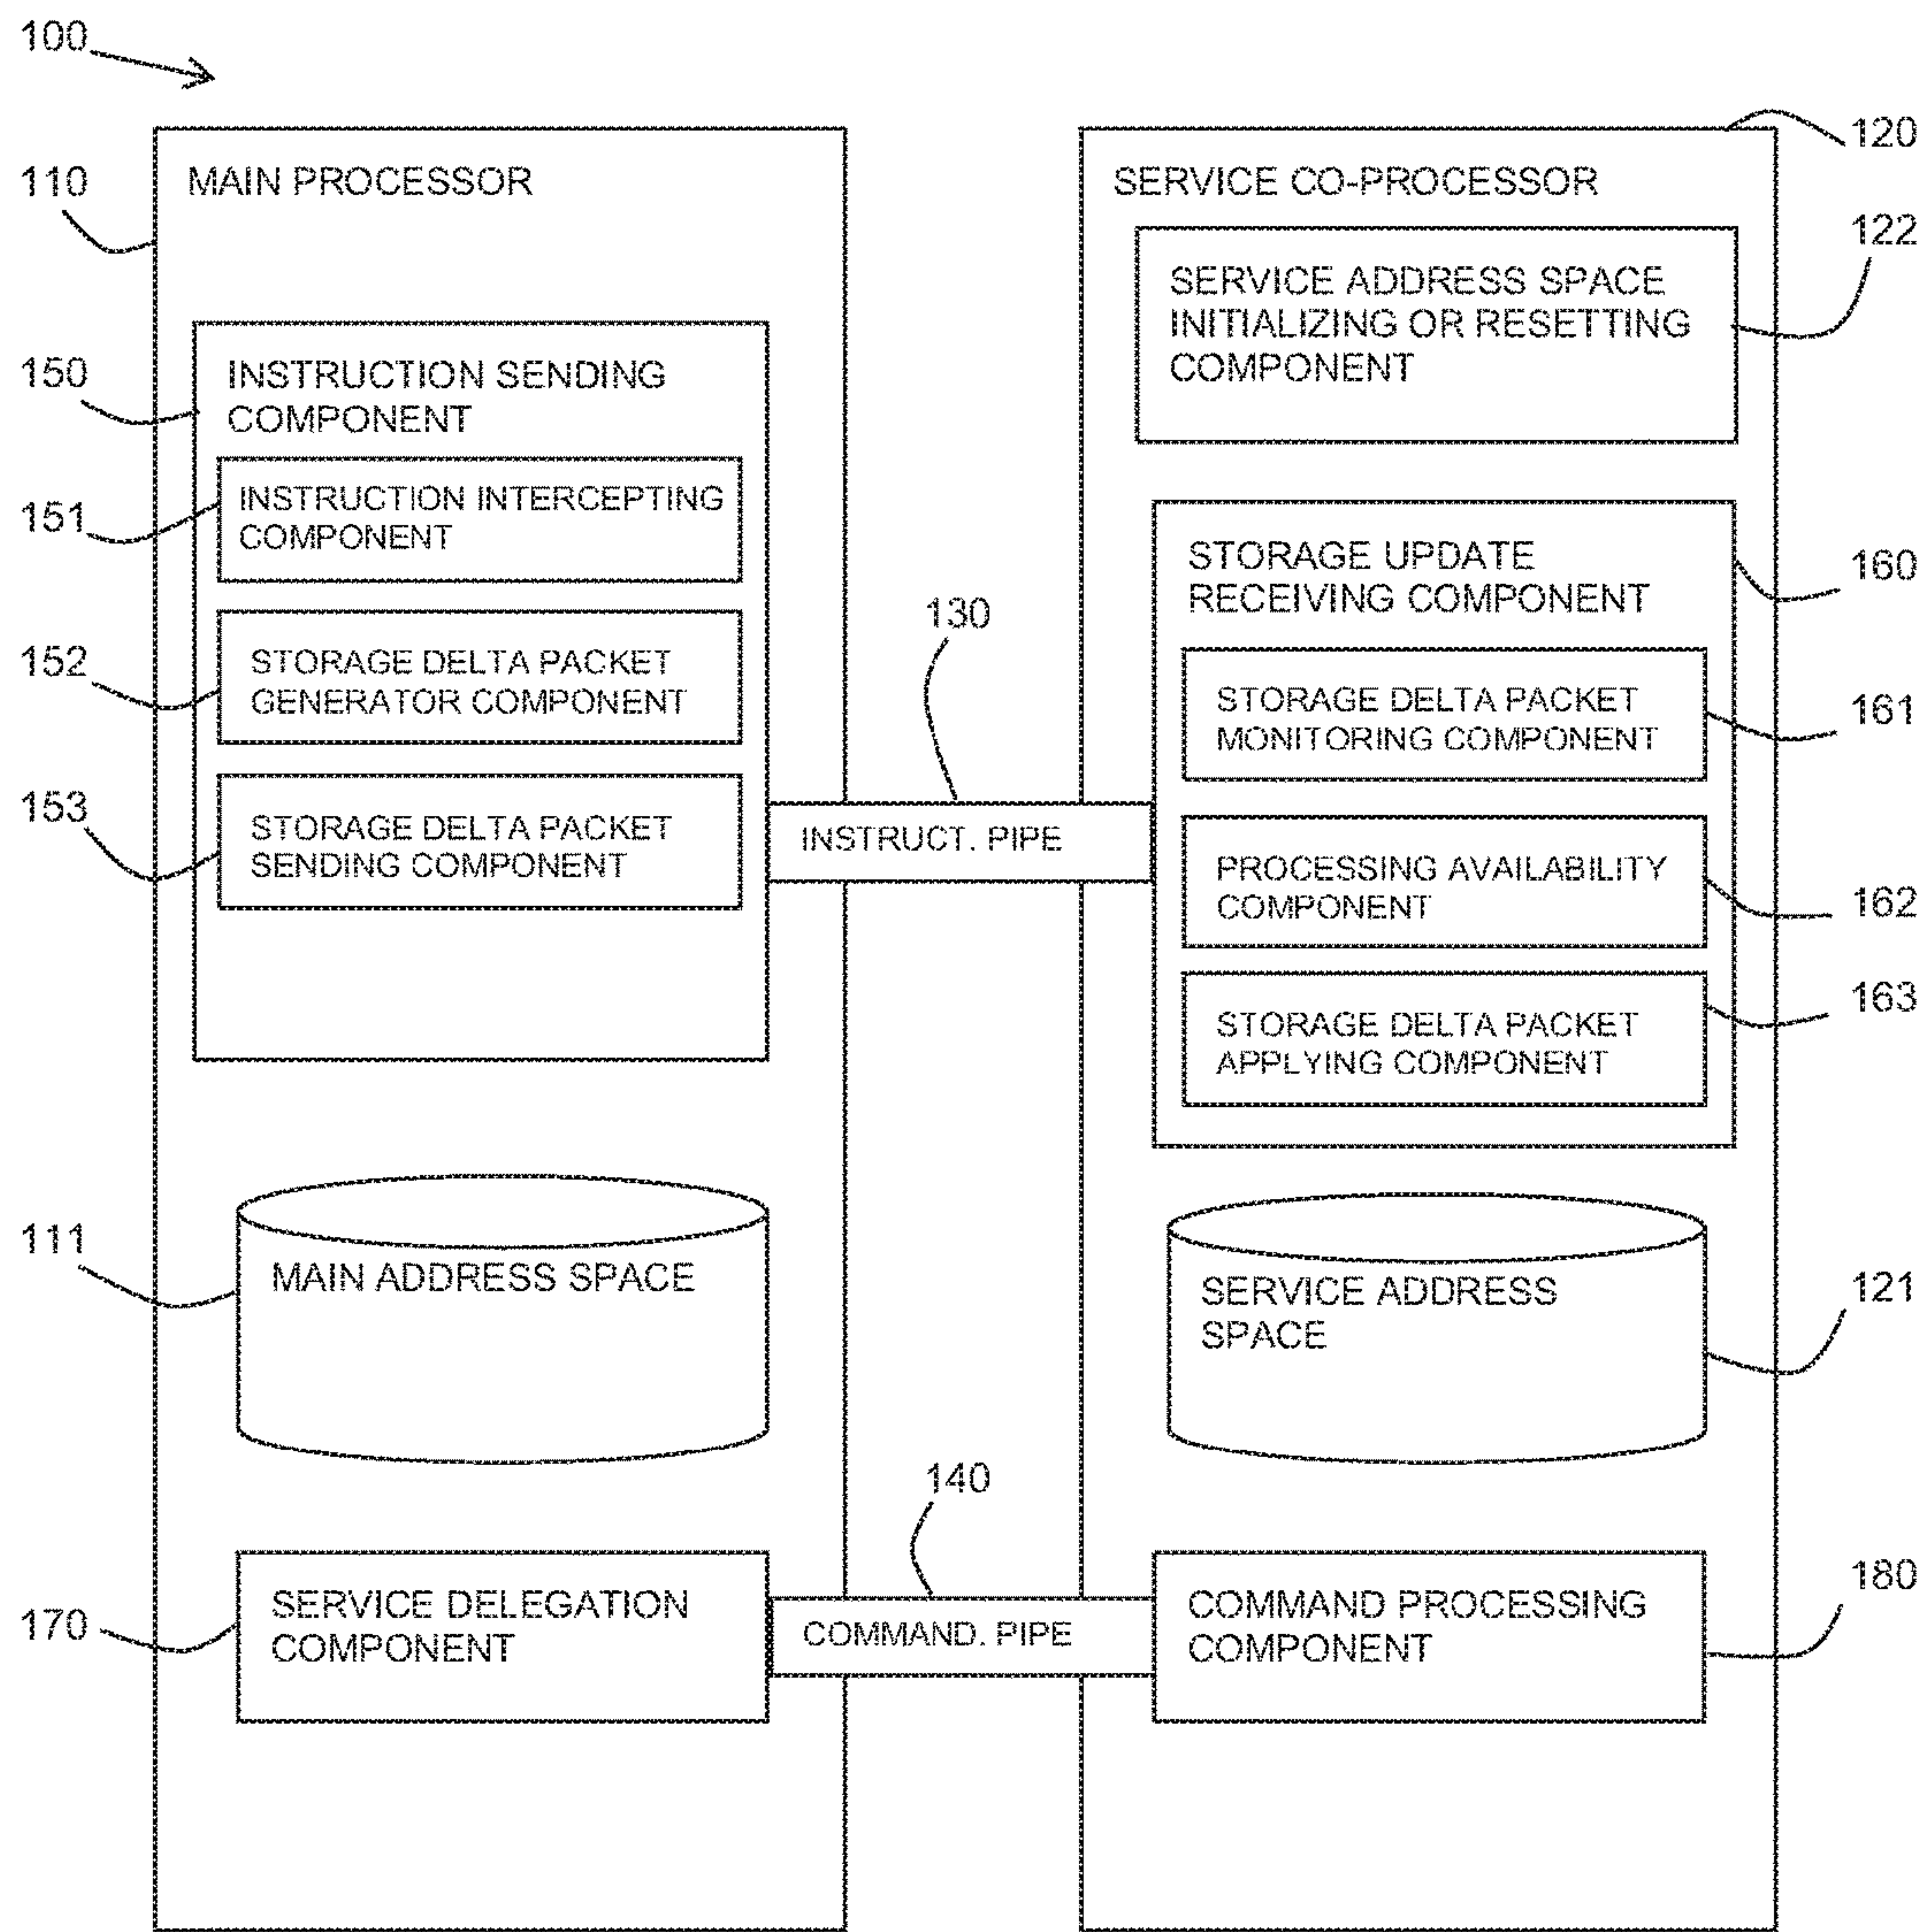 100
110
MAIN PROCESSOR
150
INSTRUCTION SENDING
COMPONENT
151
INSTRUCTION INTERCEPTING
COMPONENT
152
STORAGE DELTA PACKET
GENERATOR COMPONENT
153
STORAGE DELTA PACKET
SENDING COMPONENT
111
MAIN ADDRESS SPACE
170
SERVICE DELEGATION
COMPONENT
130
INSTRUCT. PIPE
140
COMMAND. PIPE
120
SERVICE CO-PROCESSOR
122
SERVICE ADDRESS SPACE
INITIALIZING OR RESETTING
COMPONENT
160
STORAGE UPDATE
RECEIVING COMPONENT
161
STORAGE DELTA PACKET
MONITORING COMPONENT
162
PROCESSING AVAILABILITY
COMPONENT
163
STORAGE DELTA PACKET
APPLYING COMPONENT
121
SERVICE ADDRESS
SPACE
180
COMMAND PROCESSING
COMPONENT